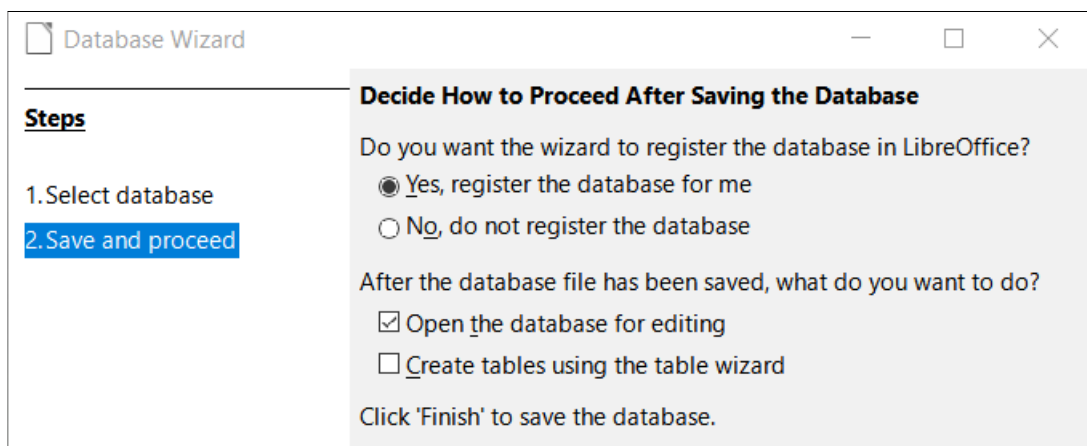 Database Wizard
Steps
1.Select database
2.Save and proceed
Decide How to Proceed After Saving the Database
Do you want the wizard to register the database in LibreOffice?
Yes, register the database for me
No, do not register the database
After the database file has been saved, what do you want to do?
Open the database for editing
Create tables using the table wizard
Click 'Finish' to save the database.